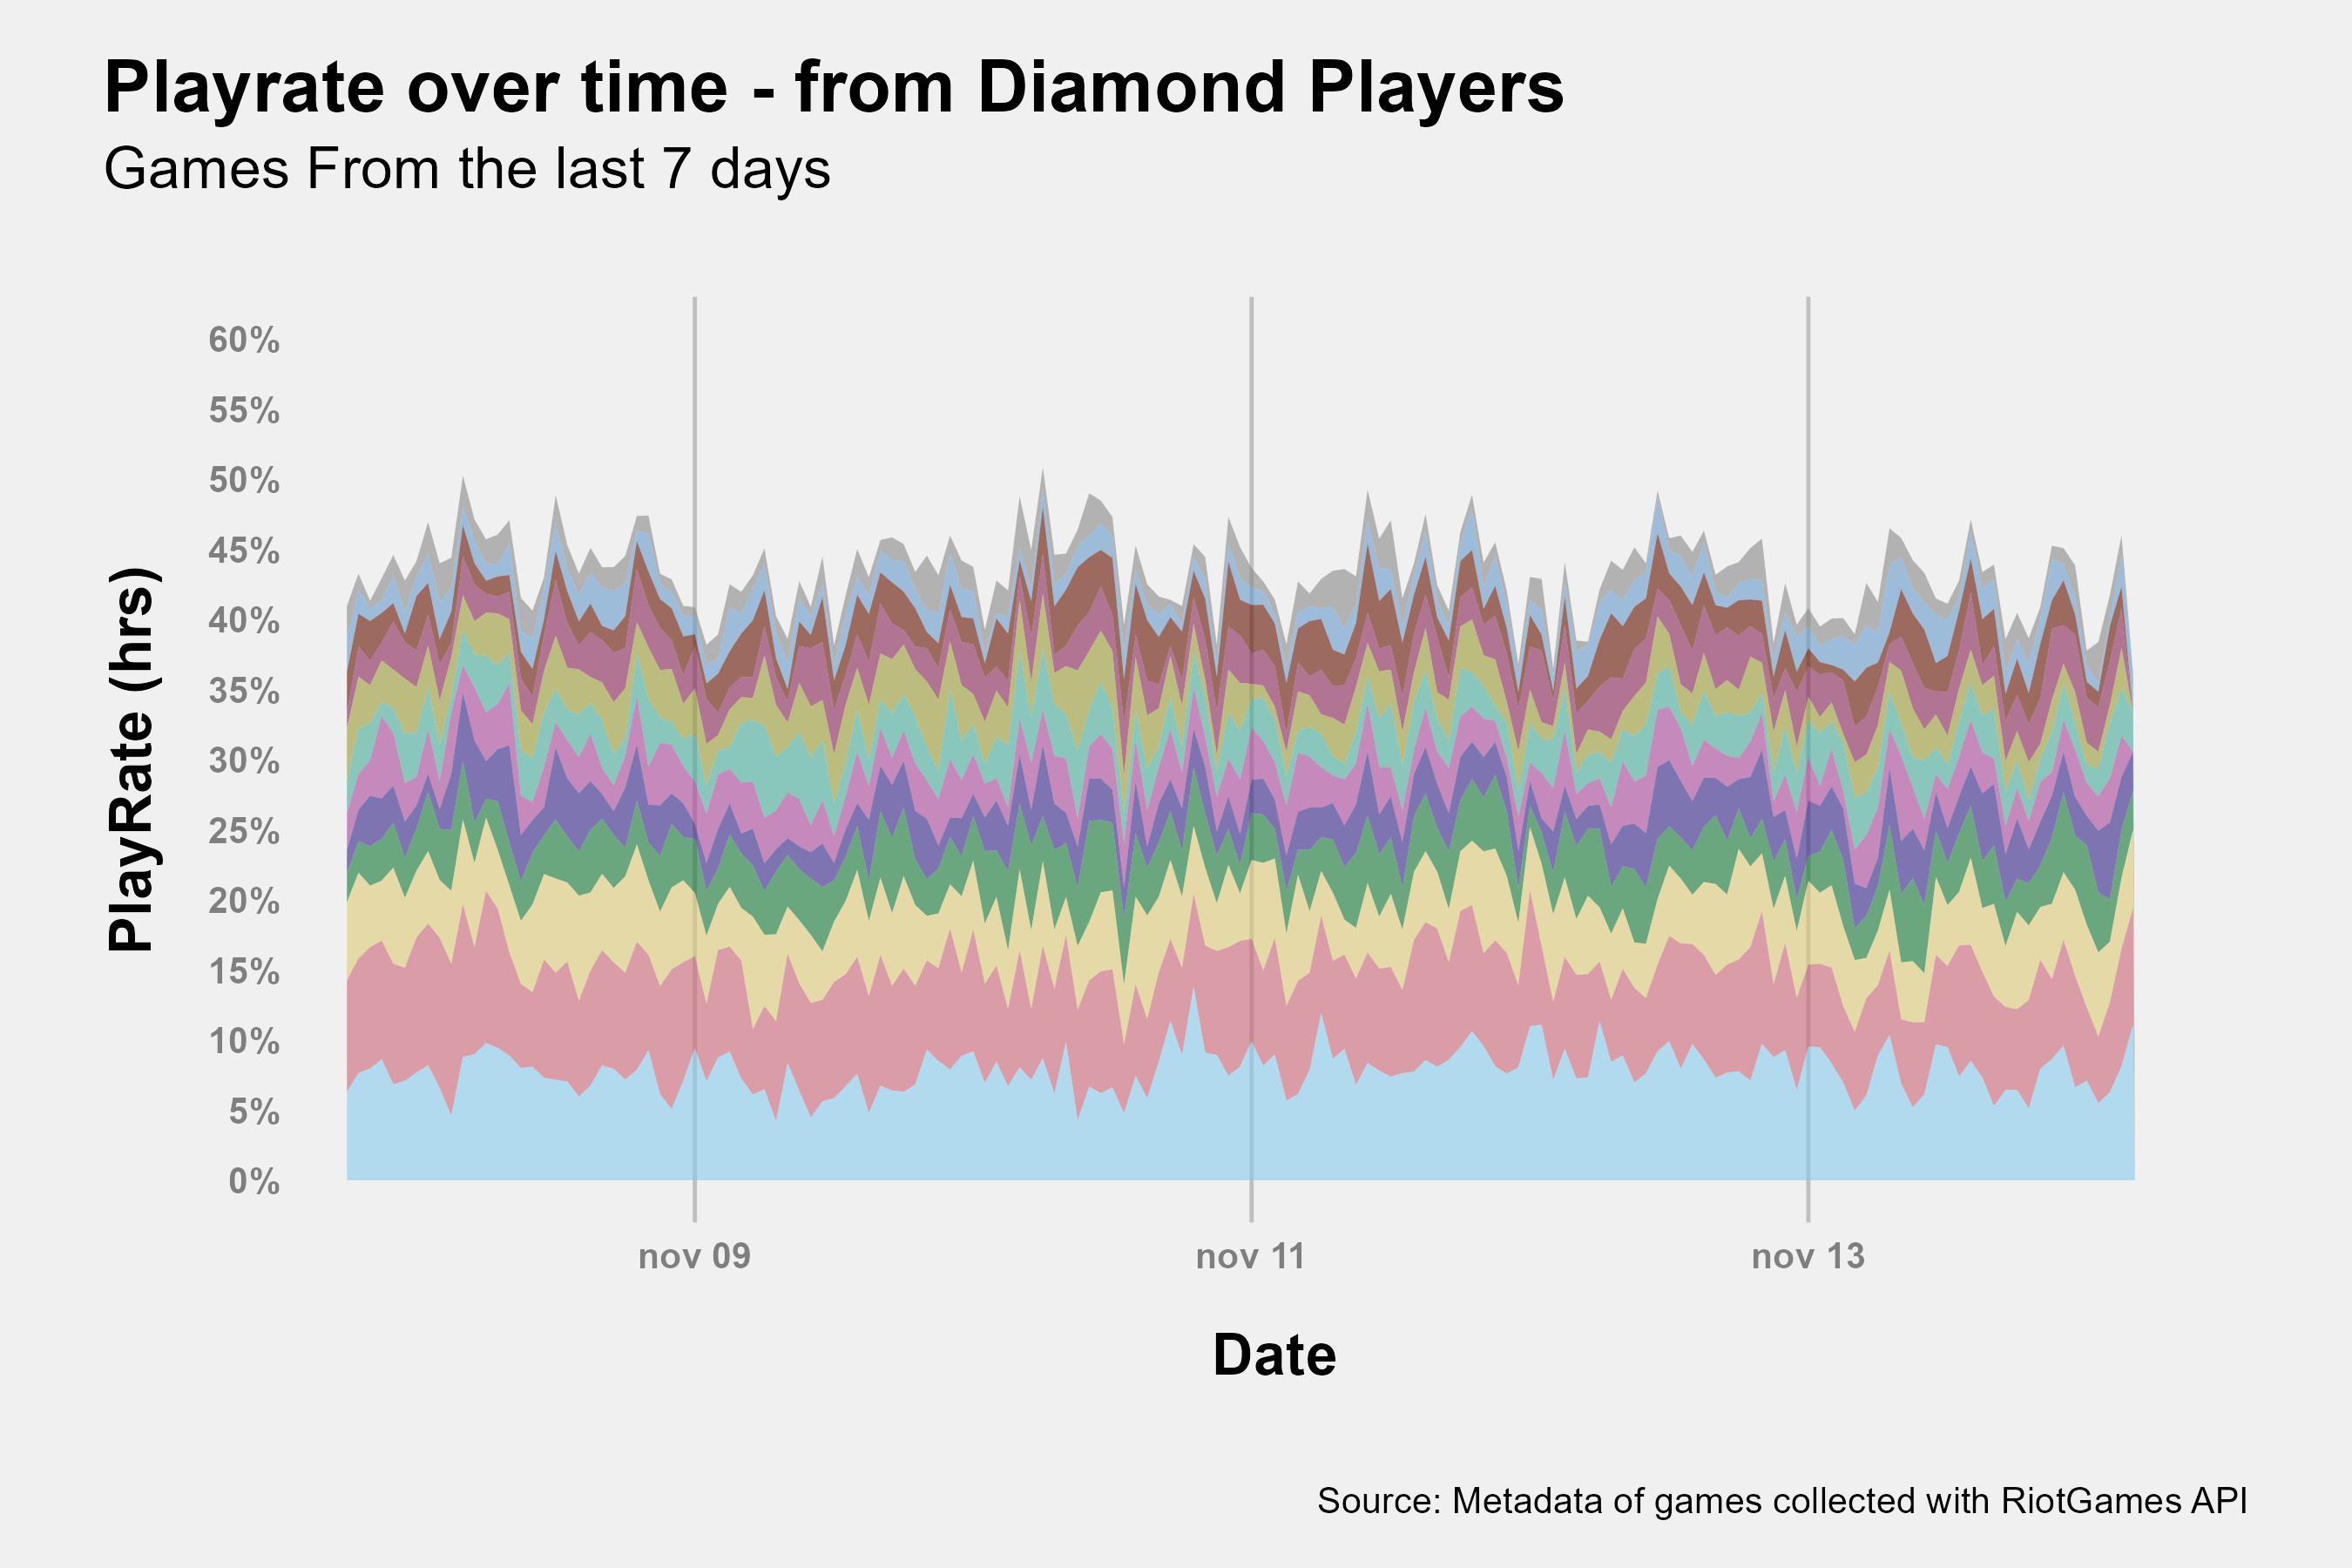 Playrate over time - from Diamond Players
Games From the last 7 days
60%
55%
50%
45%
40%
35%
30%
25%
20%
15%
10%
5%
0%
PlayRate (hrs)
nov 09
nov 11
nov 13
Date
Source: Metadata of games collected with RiotGames API